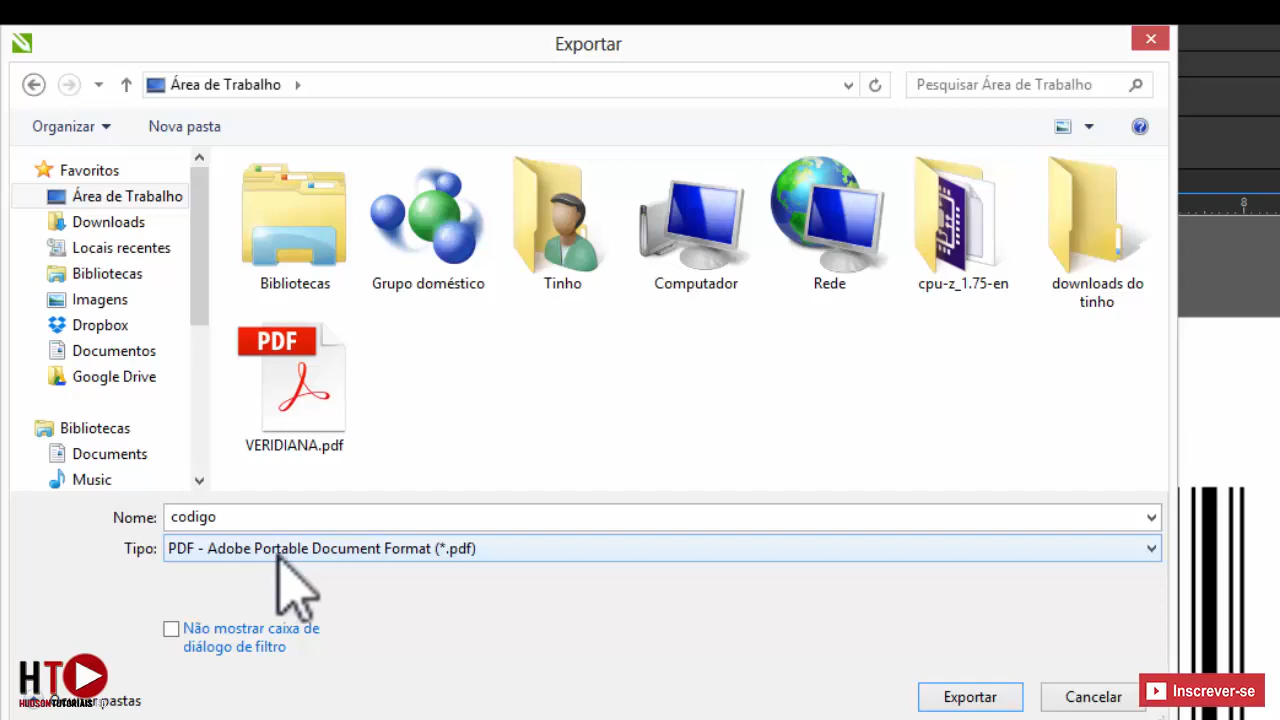 Exportar
Área de Trabalho
Pesquisar Área de Trabalho
Organizar
Nova pasta
Favoritos
Área de Trabalho
Downloads
Locais recentes
Bibliotecas
Imagens
Dropbox
Documentos
Google Drive
Bibliotecas
Documents
Music
Bibliotecas
Grupo doméstico
Tinho
Computador
Rede
cpu-z_1.75-en
downloads do
tinho
PDF
VERIDIANA.pdf
8
Nome: codigo
Tipo: PDF - Adobe Portable Document Format (*.pdf)
Não mostrar caixa de
diálogo de filtro
HT
HUDSONTUTORIAIS
pastas
Exportar
Cancelar
Inscrever-se